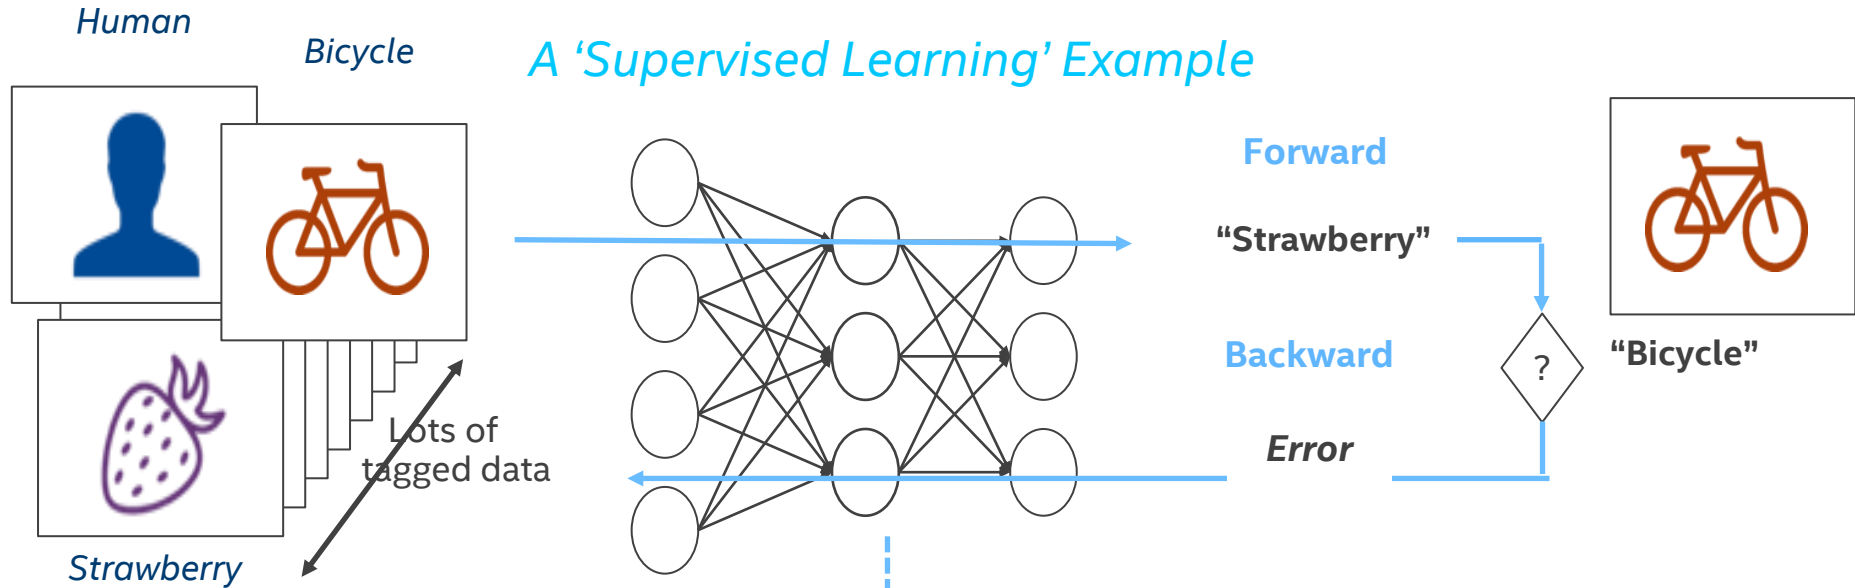 Human
Bicycle
A ‘Supervised Learning’ Example
Forward
“Strawberry”
Backward
?
“Bicycle”
Lots of
tagged data
Error
Strawberry